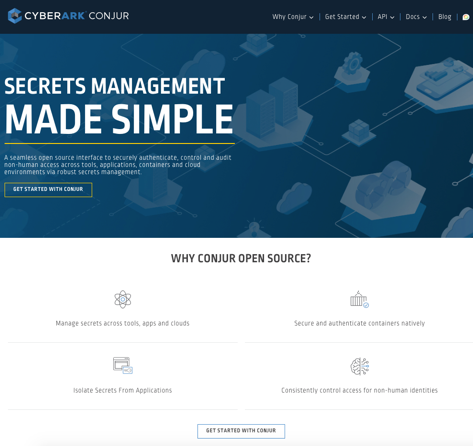 CYBERARK CONJUR
Why Conjur
Get Started
API
Docs
Blog
SECRETS MANAGEMENT
MADE SIMPLE
A seamless open source interface to securely authenticate, control and audit
non-human access across tools, applications, containers and cloud
environments via robust secrets management.
GET STARTED WITH CONJUR
WHY CONJUR OPEN SOURCE?
Manage secrets across tools, apps and clouds
Secure and authenticate containers natively
Isolate Secrets From Applications
Consistently control access for non-human identities
GET STARTED WITH CONJUR